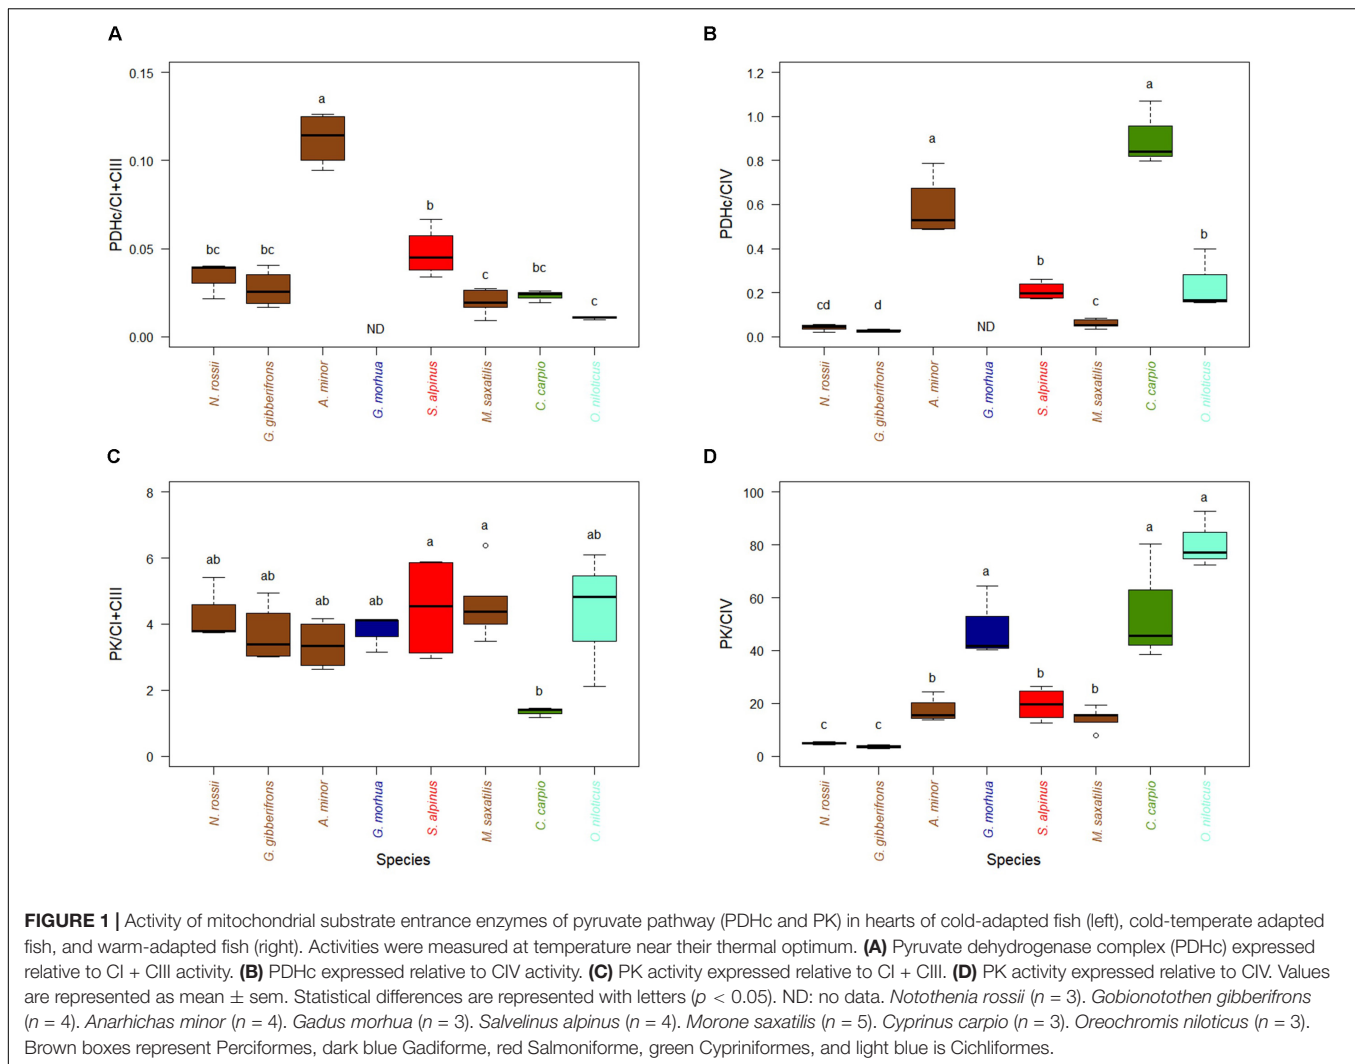 A
0.15
0.10
0.05
0.00
PDHc/CI+CIII
bc
bc
a
ND
b
c
bc
c
N. rossii
G. gibberifrons
A. minor
G. morhua
S. alpinus
M. saxatilis
C. carpio
O. niloticus
B
1.2
1.0
0.8
0.6
0.4
0.2
0.0
PDHc/CIV
cd
d
a
ND
b
c
a
b
N. rossii
G. gibberifrons
A. minor
G. morhua
S. alpinus
M. saxatilis
C. carpio
O. niloticus
C
8
6
4
2
0
PK/CI+CIII
ab
ab
ab
ab
a
a
b
ab
N. rossii
G. gibberifrons
A. minor
G. morhua
S. alpinus
M. saxatilis
C. carpio
O. niloticus
Species
D
100
80
60
40
20
0
PK/CIV
c
c
b
a
b
b
a
a
N. rossii
G. gibberifrons
A. minor
G. morhua
S. alpinus
M. saxatilis
C. carpio
O. niloticus
Species
FIGURE 1 | Activity of mitochondrial substrate entrance enzymes of pyruvate pathway (PDHc and PK) in hearts of cold-adapted fish (left), cold-temperate adapted
fish, and warm-adapted fish (right). Activities were measured at temperature near their thermal optimum. (A) Pyruvate dehydrogenase complex (PDHc) expressed
relative to CI + CIII activity. (B) PDHc expressed relative to CIV activity. (C) PK activity expressed relative to CI + CIII. (D) PK activity expressed relative to CIV. Values
are represented as mean ± sem. Statistical differences are represented with letters (p < 0.05). ND: no data. Notothenia rossii (n = 3). Gobionotothen gibberifrons
(n = 4). Anarhichas minor (n = 4). Gadus morhua (n = 3). Salvelinus alpinus (n = 4). Morone saxatilis (n = 5). Cyprinus carpio (n = 3). Oreochromis niloticus (n = 3).
Brown boxes represent Perciformes, dark blue Gadiforme, red Salmoniforme, green Cypriniformes, and light blue is Cichliformes.